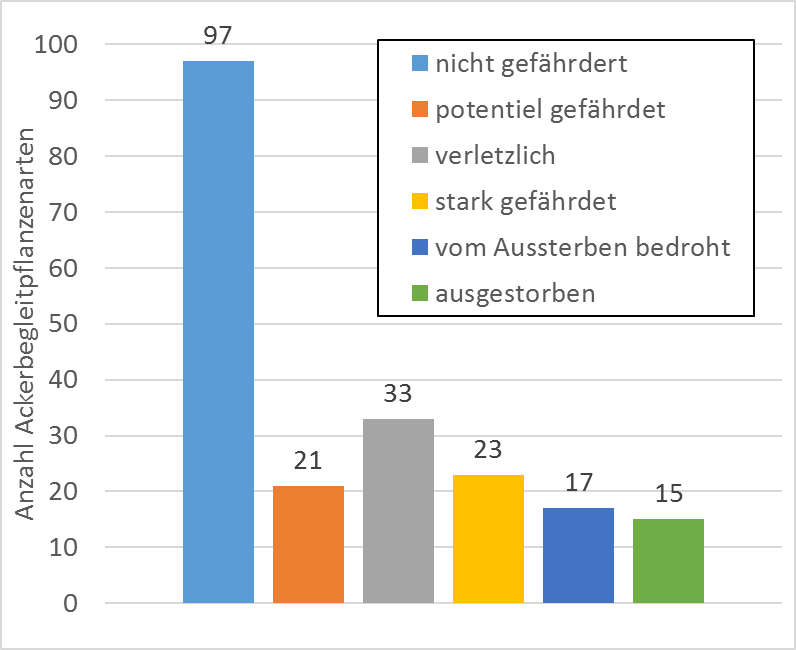 97
100
90
80
70
60
50
40
30
20
10
0
Anzahl Ackerbegleitpflanzenarten
nicht gefährdert
potentiel gefährdet
verletzlich
stark gefährdet
vom Aussterben bedroht
ausgestorben
21
33
23
17
15